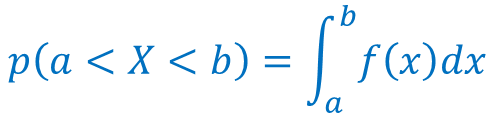 p(a < X < b) = ∫_a^b f(x)dx